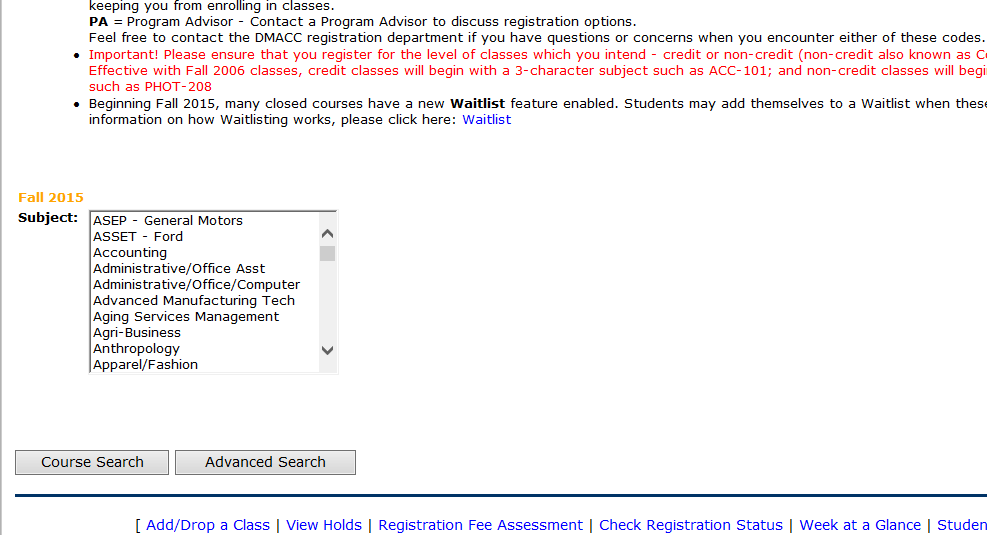 keeping you from enrolling in classes.
PA = Program Advisor - Contact a Program Advisor to discuss registration options.
Feel free to contact the DMACC registration department if you have questions or concerns when you encounter either of these codes.
• Important! Please ensure that you register for the level of classes which you intend - credit or non-credit (non-credit also known as
Effective with Fall 2006 classes, credit classes will begin with a 3-character subject such as ACC-101; and non-credit classes will
such as PHOT-208
• Beginning Fall 2015, many closed courses have a new Waitlist feature enabled. Students may add themselves to a Waitlist when
information on how Waitlisting works, please click here: Waitlist
Fall 2015
Subject:
ASEP - General Motors
ASSET - Ford
Accounting
Administrative/Office Asst
Administrative/Office/Computer
Advanced Manufacturing Tech
Aging Services Management
Agri-Business
Anthropology
Apparel/Fashion
Course Search
Advanced Search
[ Add/Drop a Class | View Holds | Registration Fee Assessment | Check Registration Status | Week at a Glance |